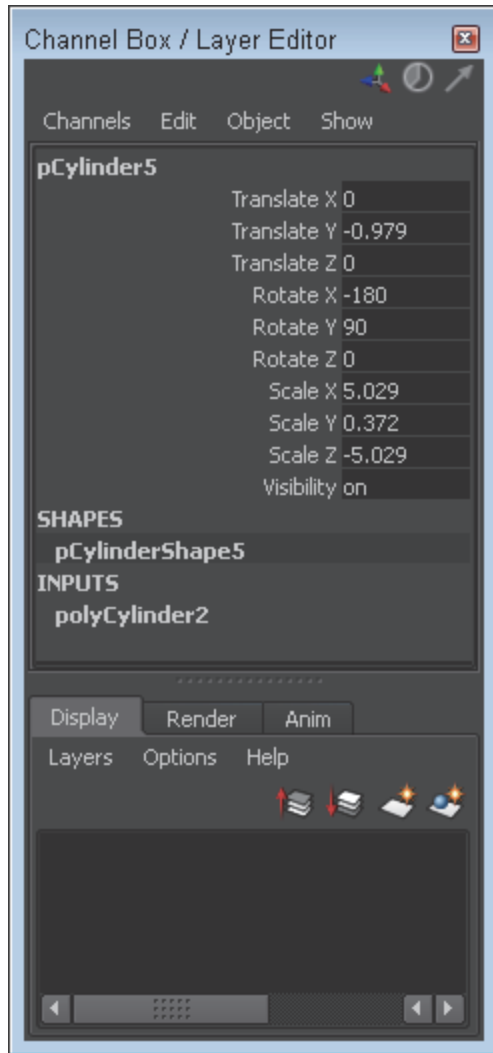 Channel Box / Layer Editor
Channels Edit Object Show
pCylinder5
Translate X 0
Translate Y -0.979
Translate Z 0
Rotate X -180
Rotate Y 90
Rotate Z 0
Scale X 5.029
Scale Y 0.372
Scale Z -5.029
Visibility on
SHAPES
pCylinderShape5
INPUTS
polyCylinder2
Display Render Anim
Layers Options Help